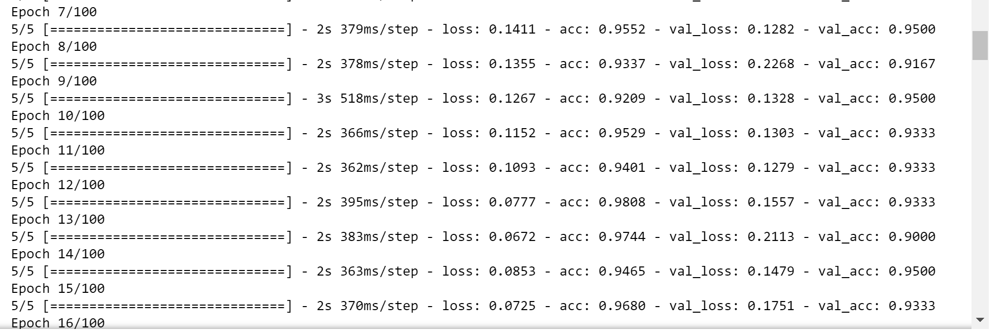 Epoch 7/100
5/5 [==============================] - 2s 379ms/step - loss: 0.1411 - acc: 0.9552 - val_loss: 0.1282 - val_acc: 0.9500
Epoch 8/100
5/5 [==============================] - 2s 378ms/step - loss: 0.1355 - acc: 0.9337 - val_loss: 0.2268 - val_acc: 0.9167
Epoch 9/100
5/5 [==============================] - 3s 518ms/step - loss: 0.1267 - acc: 0.9209 - val_loss: 0.1328 - val_acc: 0.9500
Epoch 10/100
5/5 [==============================] - 2s 366ms/step - loss: 0.1152 - acc: 0.9529 - val_loss: 0.1303 - val_acc: 0.9333
Epoch 11/100
5/5 [==============================] - 2s 362ms/step - loss: 0.1093 - acc: 0.9401 - val_loss: 0.1279 - val_acc: 0.9333
Epoch 12/100
5/5 [==============================] - 2s 395ms/step - loss: 0.0777 - acc: 0.9808 - val_loss: 0.1557 - val_acc: 0.9333
Epoch 13/100
5/5 [==============================] - 2s 383ms/step - loss: 0.0672 - acc: 0.9744 - val_loss: 0.2113 - val_acc: 0.9000
Epoch 14/100
5/5 [==============================] - 2s 363ms/step - loss: 0.0853 - acc: 0.9465 - val_loss: 0.1479 - val_acc: 0.9500
Epoch 15/100
5/5 [==============================] - 2s 370ms/step - loss: 0.0725 - acc: 0.9680 - val_loss: 0.1751 - val_acc: 0.9333
Epoch 16/100